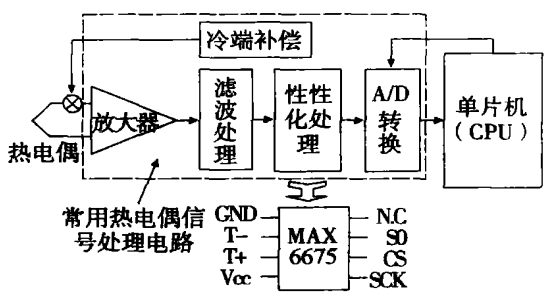 冷端补偿
热电偶
放大器
滤
波
处
理
性性
化处
理
A/D
转
换
单片机
（CPU）
常用热电偶信
号处理电路
GND
T-
T+
Vcc
MAX
6675
N.C
SO
CS
SCK